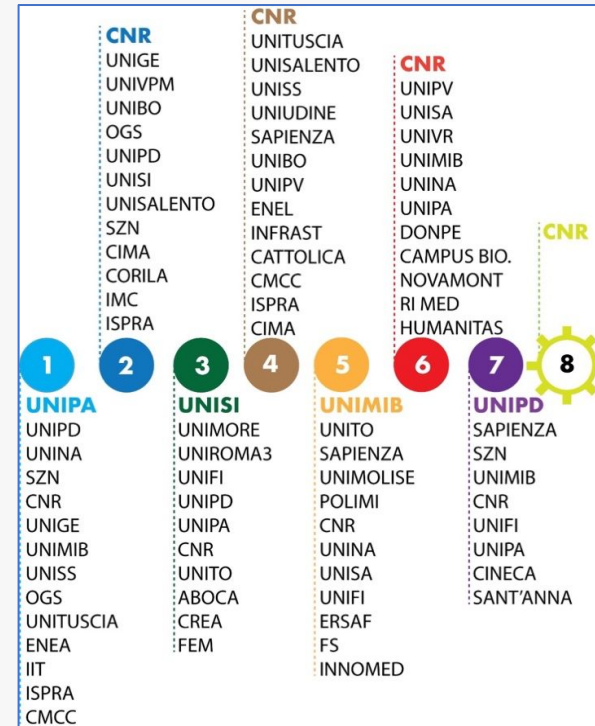 CNR
UNIGE
UNIVPM
UNIBO
OGS
UNIPD
UNISI
UNISALENTO
SZN
CIMA
CORILA
IMC
ISPRA
CNR
UNITUSCIA
UNISALENTO
UNISS
UNIUDINE
SAPIENZA
UNIBO
UNIPV
ENEL
INFRAST
CATTOLICA
CMCC
ISPRA
CIMA
CNR
UNIPV
UNISA
UNIVR
UNIMIB
UNINA
UNIPA
DONPE
CAMPUS BIO.
NOVAMONT
RI MED
HUMANITAS
CNR
1
2
3
4
5
6
7
8
UNIPA
UNIPD
UNINA
SZN
CNR
UNIGE
UNIMIB
UNISS
OGS
UNITUSCIA
ENEA
IIT
ISPRA
CMCC
UNISI
UNIMORE
UNIROMA3
UNIFI
UNIPD
UNIPA
CNR
UNITO
ABOCA
CREA
FEM
UNIMIB
UNITO
SAPIENZA
UNIMOLISE
POLIMI
CNR
UNINA
UNISA
UNIFI
ERSAF
FS
INNOMED
UNIPD
SAPIENZA
SZN
UNIMIB
CNR
UNIFI
UNIPA
CINECA
SANT'ANNA